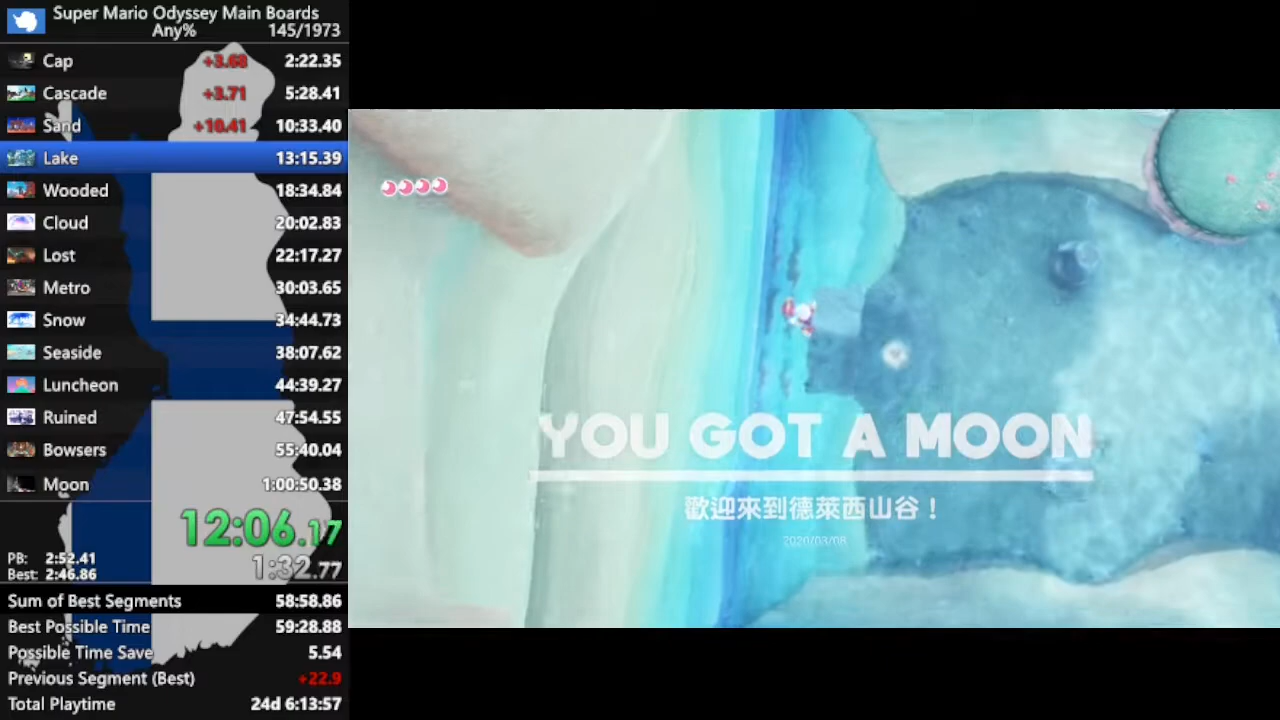 Super Mario Odyssey Main Boards
Any% 145/1973
Cap +3.68 2:22.35
Cascade +3.71 5:28.41
Sand +10.41 10:33.40
Lake 13:15.39
Wooded 18:34.84
Cloud 20:02.83
Lost 22:17.27
Metro 30:03.65
Snow 34:44.73
Seaside 38:07.62
Luncheon 44:39.27
Ruined 47:54.55
Bowsers 55:40.04
Moon 1:00:50.38
12:06.17
PB: 2:52.41
Best: 2:46.86
1:32.77
Sum of Best Segments 58:58.86
Best Possible Time 59:28.88
Possible Time Save 5.54
Previous Segment (Best) +22.9
Total Playtime 24d 6:13:57
YOU GOT A MOON
歡迎來到德萊西山谷！
2020/03/08